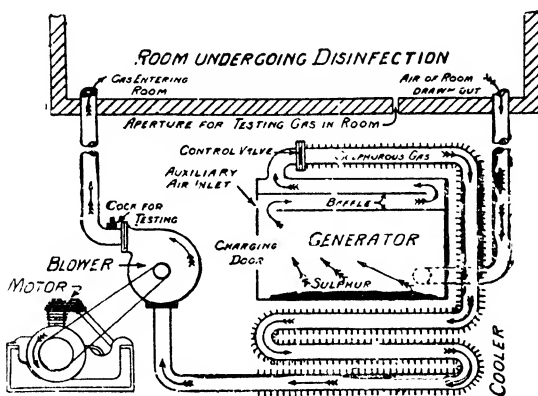 ROOM UNDERGOING DISINFECTION
GAS ENTERING
ROOM
AIR OF ROOM
DRAWN OUT
APERTURE FOR TESTING GAS IN ROOM
CONTROL VALVE
SULPHUROUS GAS
AUXILIARY
AIR INLET
BAFFLE
COCK FOR
TESTING
CHARGING
DOOR
GENERATOR
BLOWER
SULPHUR
MOTOR
COOLER